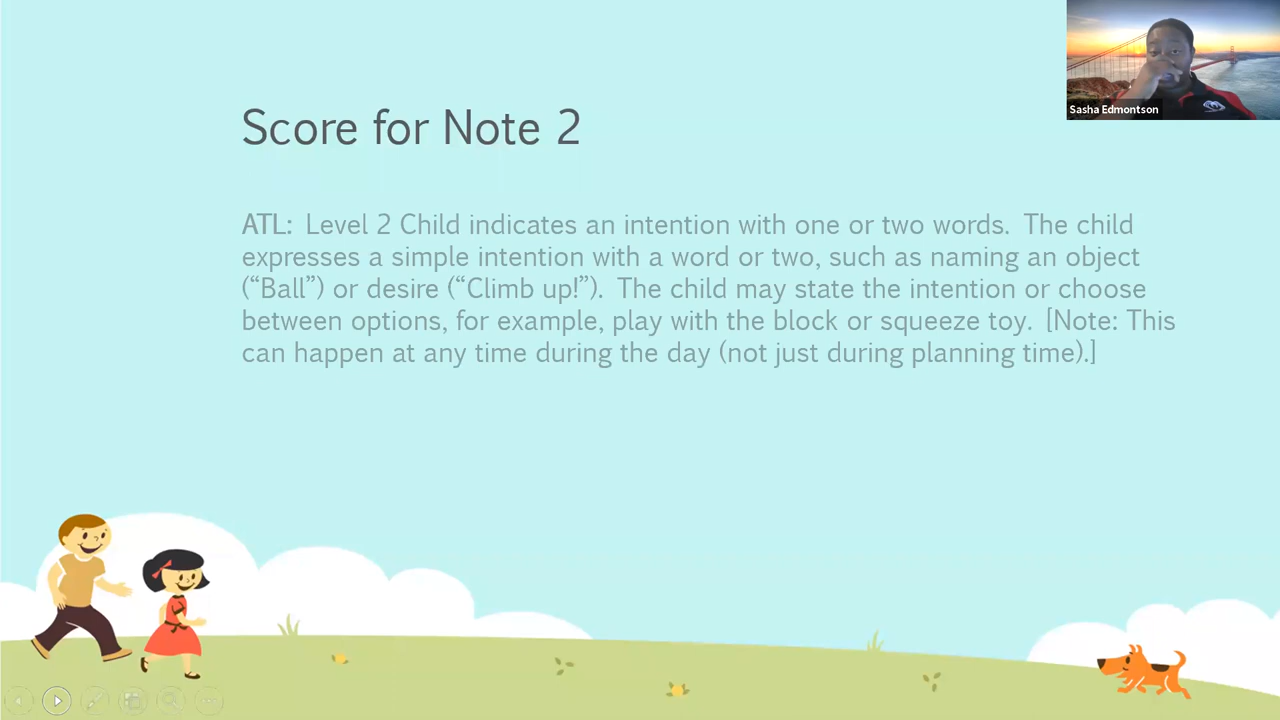 Sasha Edmontson
Score for Note 2
ATL: Level 2 Child indicates an intention with one or two words. The child
expresses a simple intention with a word or two, such as naming an object
(“Ball”) or desire (“Climb up!”). The child may state the intention or choose
between options, for example, play with the block or squeeze toy. [Note: This
can happen at any time during the day (not just during planning time).]